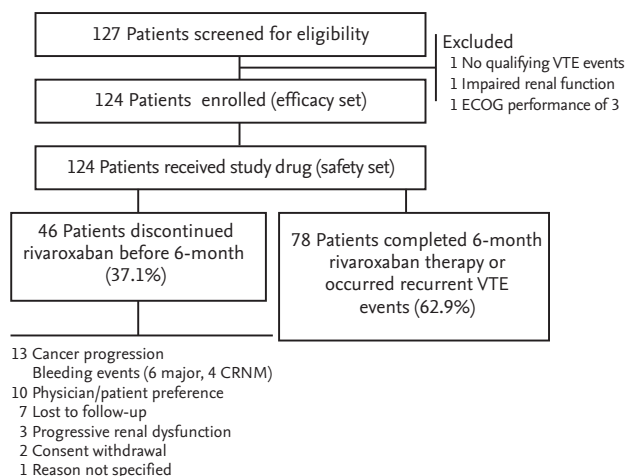 127 Patients screened for eligibility
Excluded
1 No qualifying VTE events
1 Impaired renal function
1 ECOG performance of 3
124 Patients enrolled (efficacy set)
124 Patients received study drug (safety set)
46 Patients discontinued
rivaroxaban before 6-month
(37.1%)
78 Patients completed 6-month
rivaroxaban therapy or
occurred recurrent VTE
events (62.9%)
13 Cancer progression
Bleeding events (6 major, 4 CRNM)
10 Physician/patient preference
7 Lost to follow-up
3 Progressive renal dysfunction
2 Consent withdrawal
1 Reason not specified